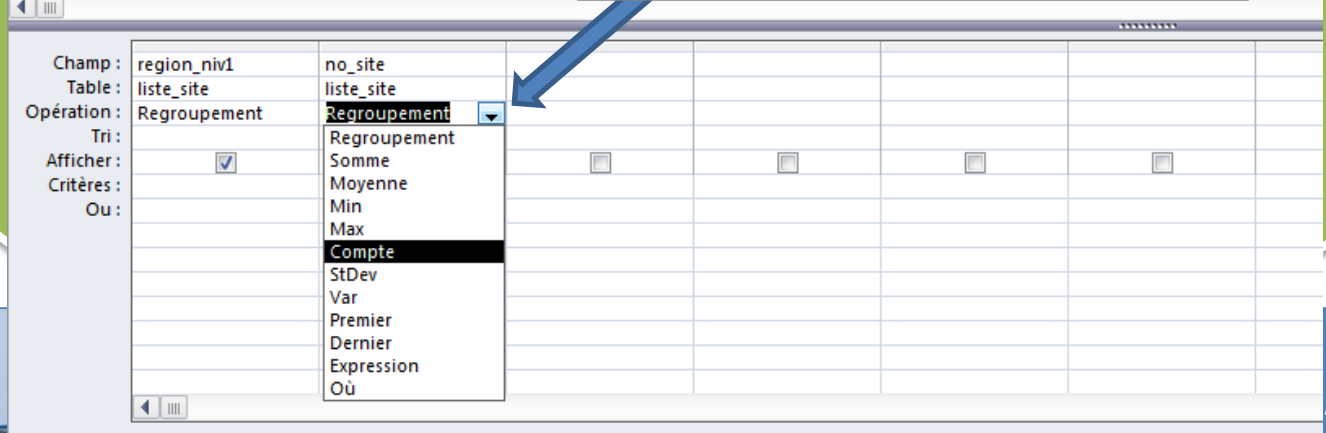 Champ : region_niv1 no_site
Table : liste_site liste_site
Opération : Regroupement Regroupement
Tri : Regroupement
Afficher : Somme
Critères : Moyenne
Ou : Min
Max
Compte
StDev
Var
Premier
Dernier
Expression
Où